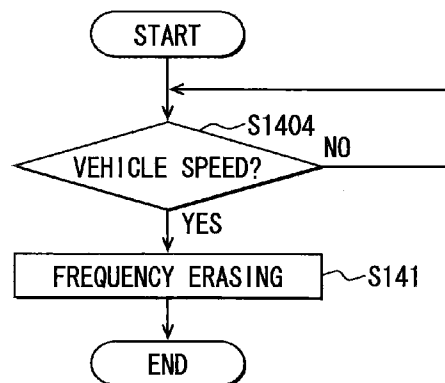 START
S1404
VEHICLE SPEED?
NO
YES
FREQUENCY ERASING
S141
END